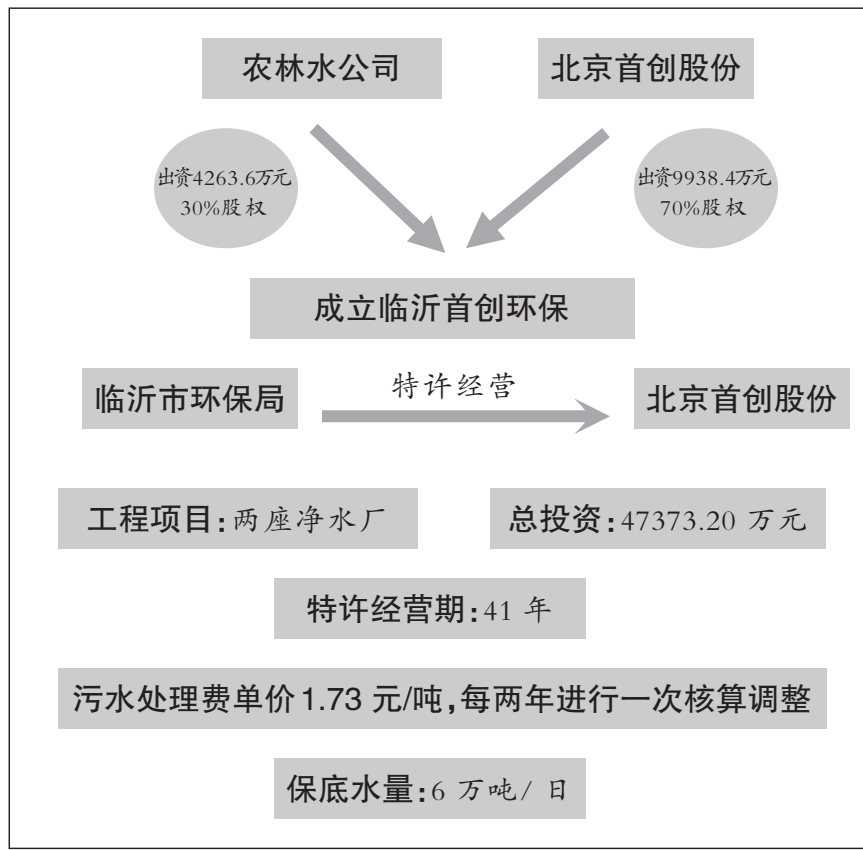 农林水公司
北京首创股份
出资4263.6万元
30%股权
出资9938.4万元
70%股权
成立临沂首创环保
临沂市环保局
特许经营
北京首创股份
工程项目:两座净水厂
总投资:47373.20 万元
特许经营期:41 年
污水处理费单价1.73 元/吨,每两年进行一次核算调整
保底水量:6 万吨/ 日